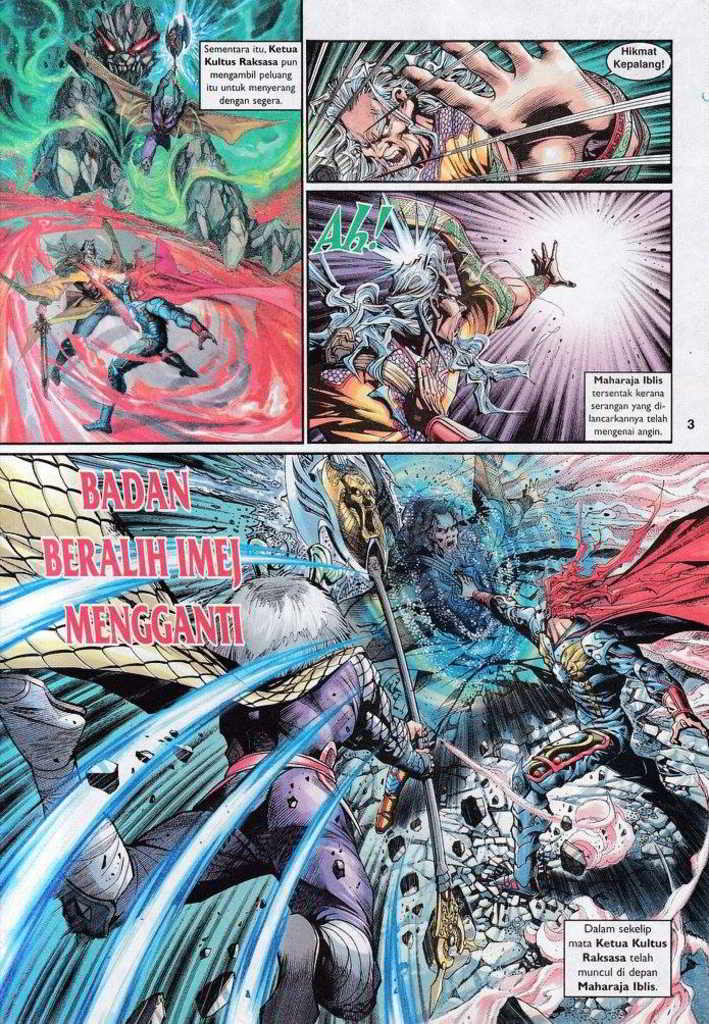 Sementara itu, Ketua
Kultus Raksasa pun
mengambil peluang
itu untuk menyerang
dengan segera.
Hikmat
Kepalang!
Ah!
Maharaja Iblis
tersentak kerana
serangan yang di-
lancarkannya telah
mengenai angin.
3
BADAN
BERALIH IMEJ
MENGGANTI
Dalam sekelip
mata Ketua Kultus
Raksasa telah
muncul di depan
Maharaja Iblis.